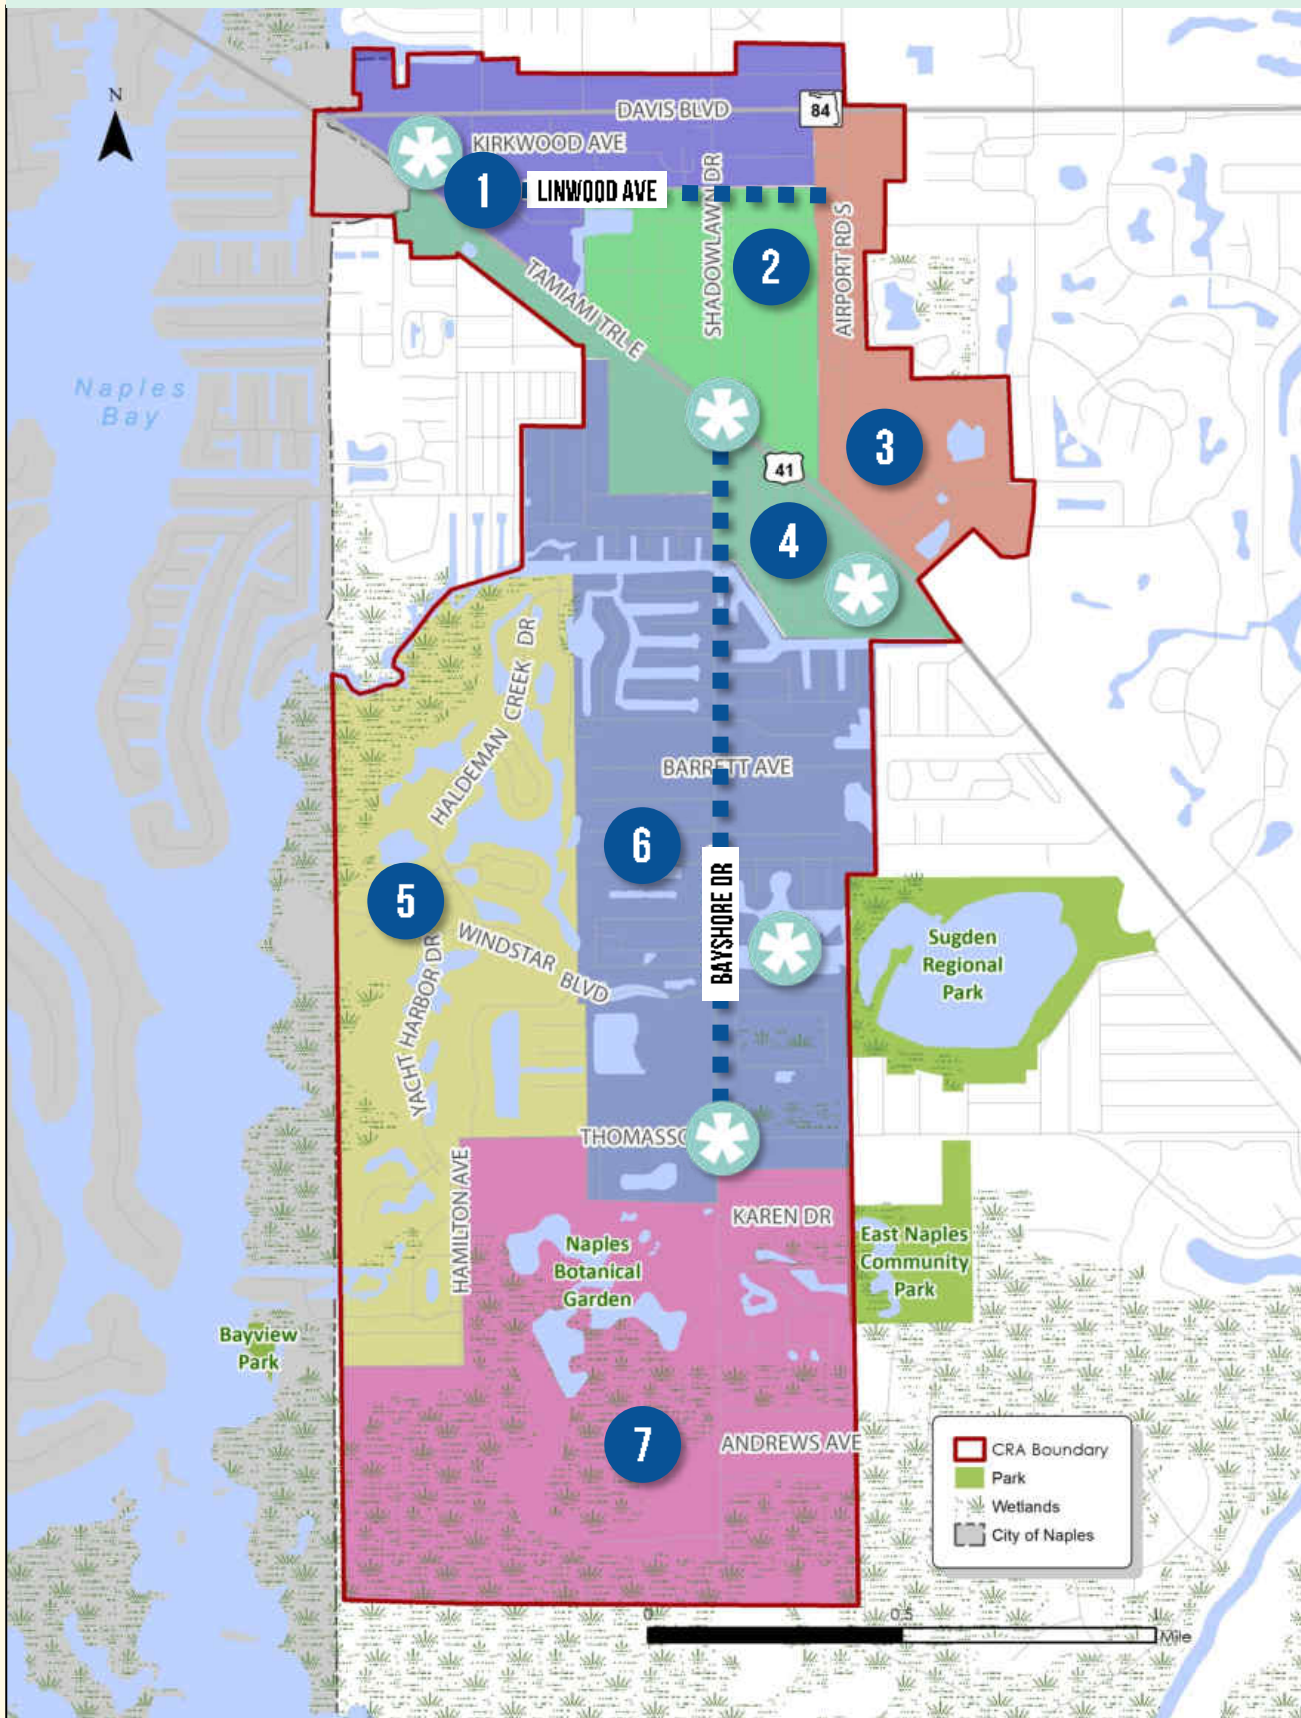 N
DAVIS BLVD
84
KIRKWOOD AVE
1
LINWOOD AVE
SHADOWLAWN DR
2
AIRPORT RD S
TAMIAMI TRL E
Naples
Bay
3
41
4
HALDEMAN CREEK DR
BARRETT AVE
6
5
BAYSHORE DR
WINDSTAR BLVD
YACHT HARBOR DR
Sugden
Regional
Park
THOMASSO
HAMILTON AVE
KAREN DR
Naples
Botanical
Garden
East Naples
Community
Park
Bayview
Park
7
ANDREWS AVE
CRA Boundary
Park
Wetlands
City of Naples
0 0.5 1
Mile